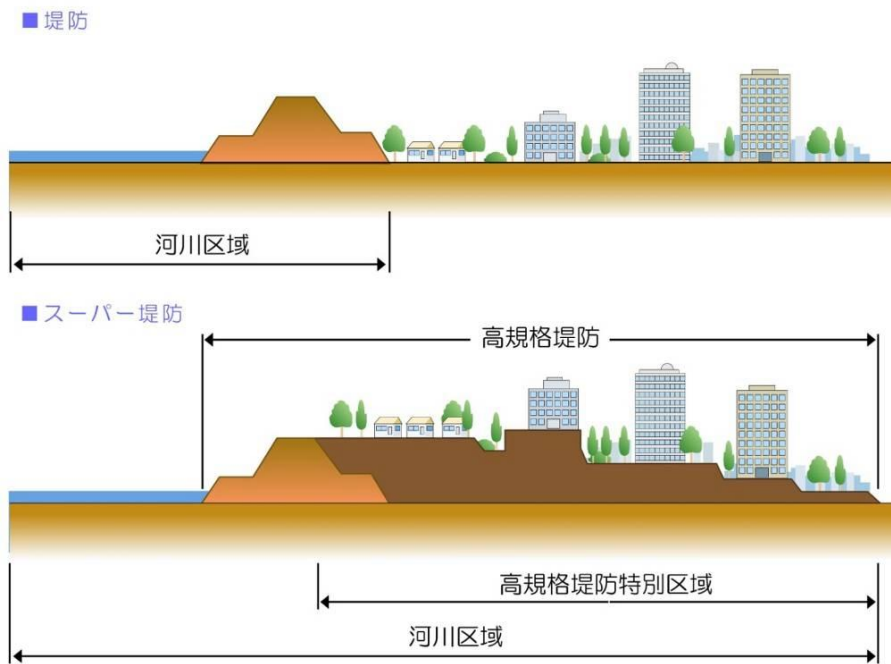 ■堤防
河川区域
■スーパー堤防
高規格堤防
高規格堤防特別区域
河川区域